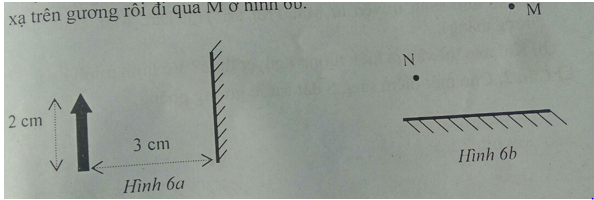 xạ trên gương rồi đi qua M ở hình 6b.
M
N
2 cm
3 cm
Hình 6a
Hình 6b